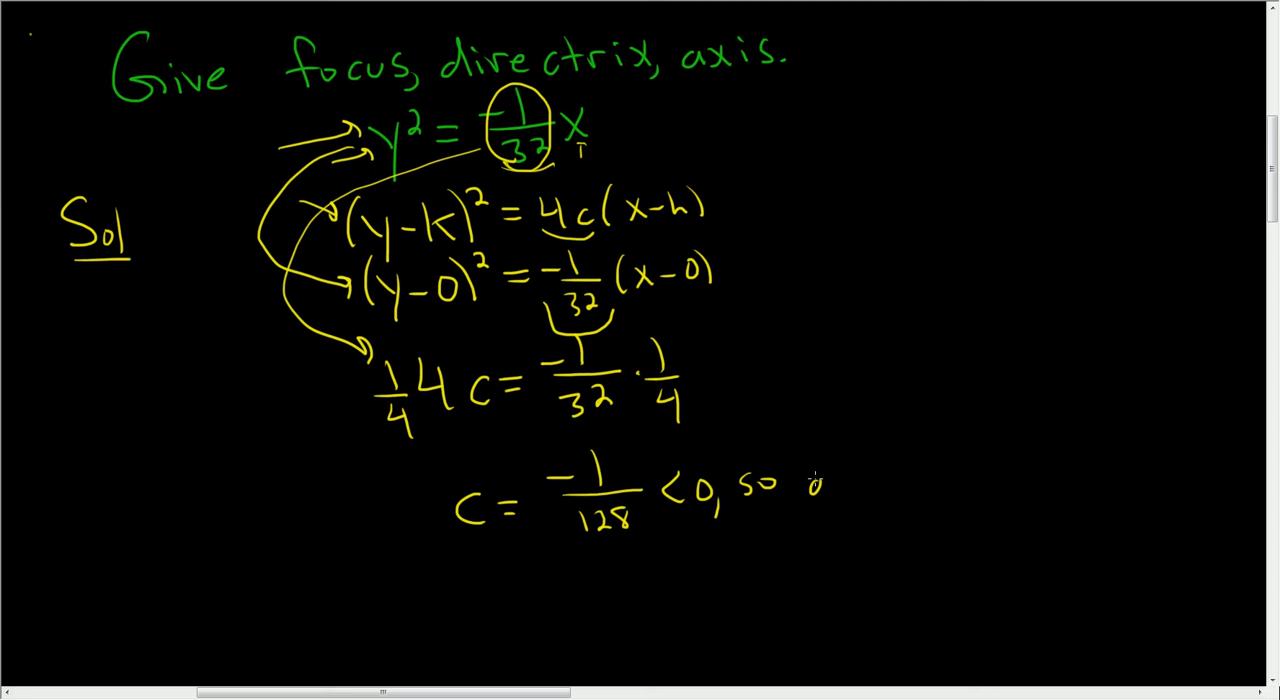 Give focus, directrix, axis.
y² = -1/32 x
Sol
(y-k)² = 4c(x-h)
(y-0)² = -1/32 (x-0)
1/4 4c = -1/32 · 1/4
c = -1/128 < 0, so o